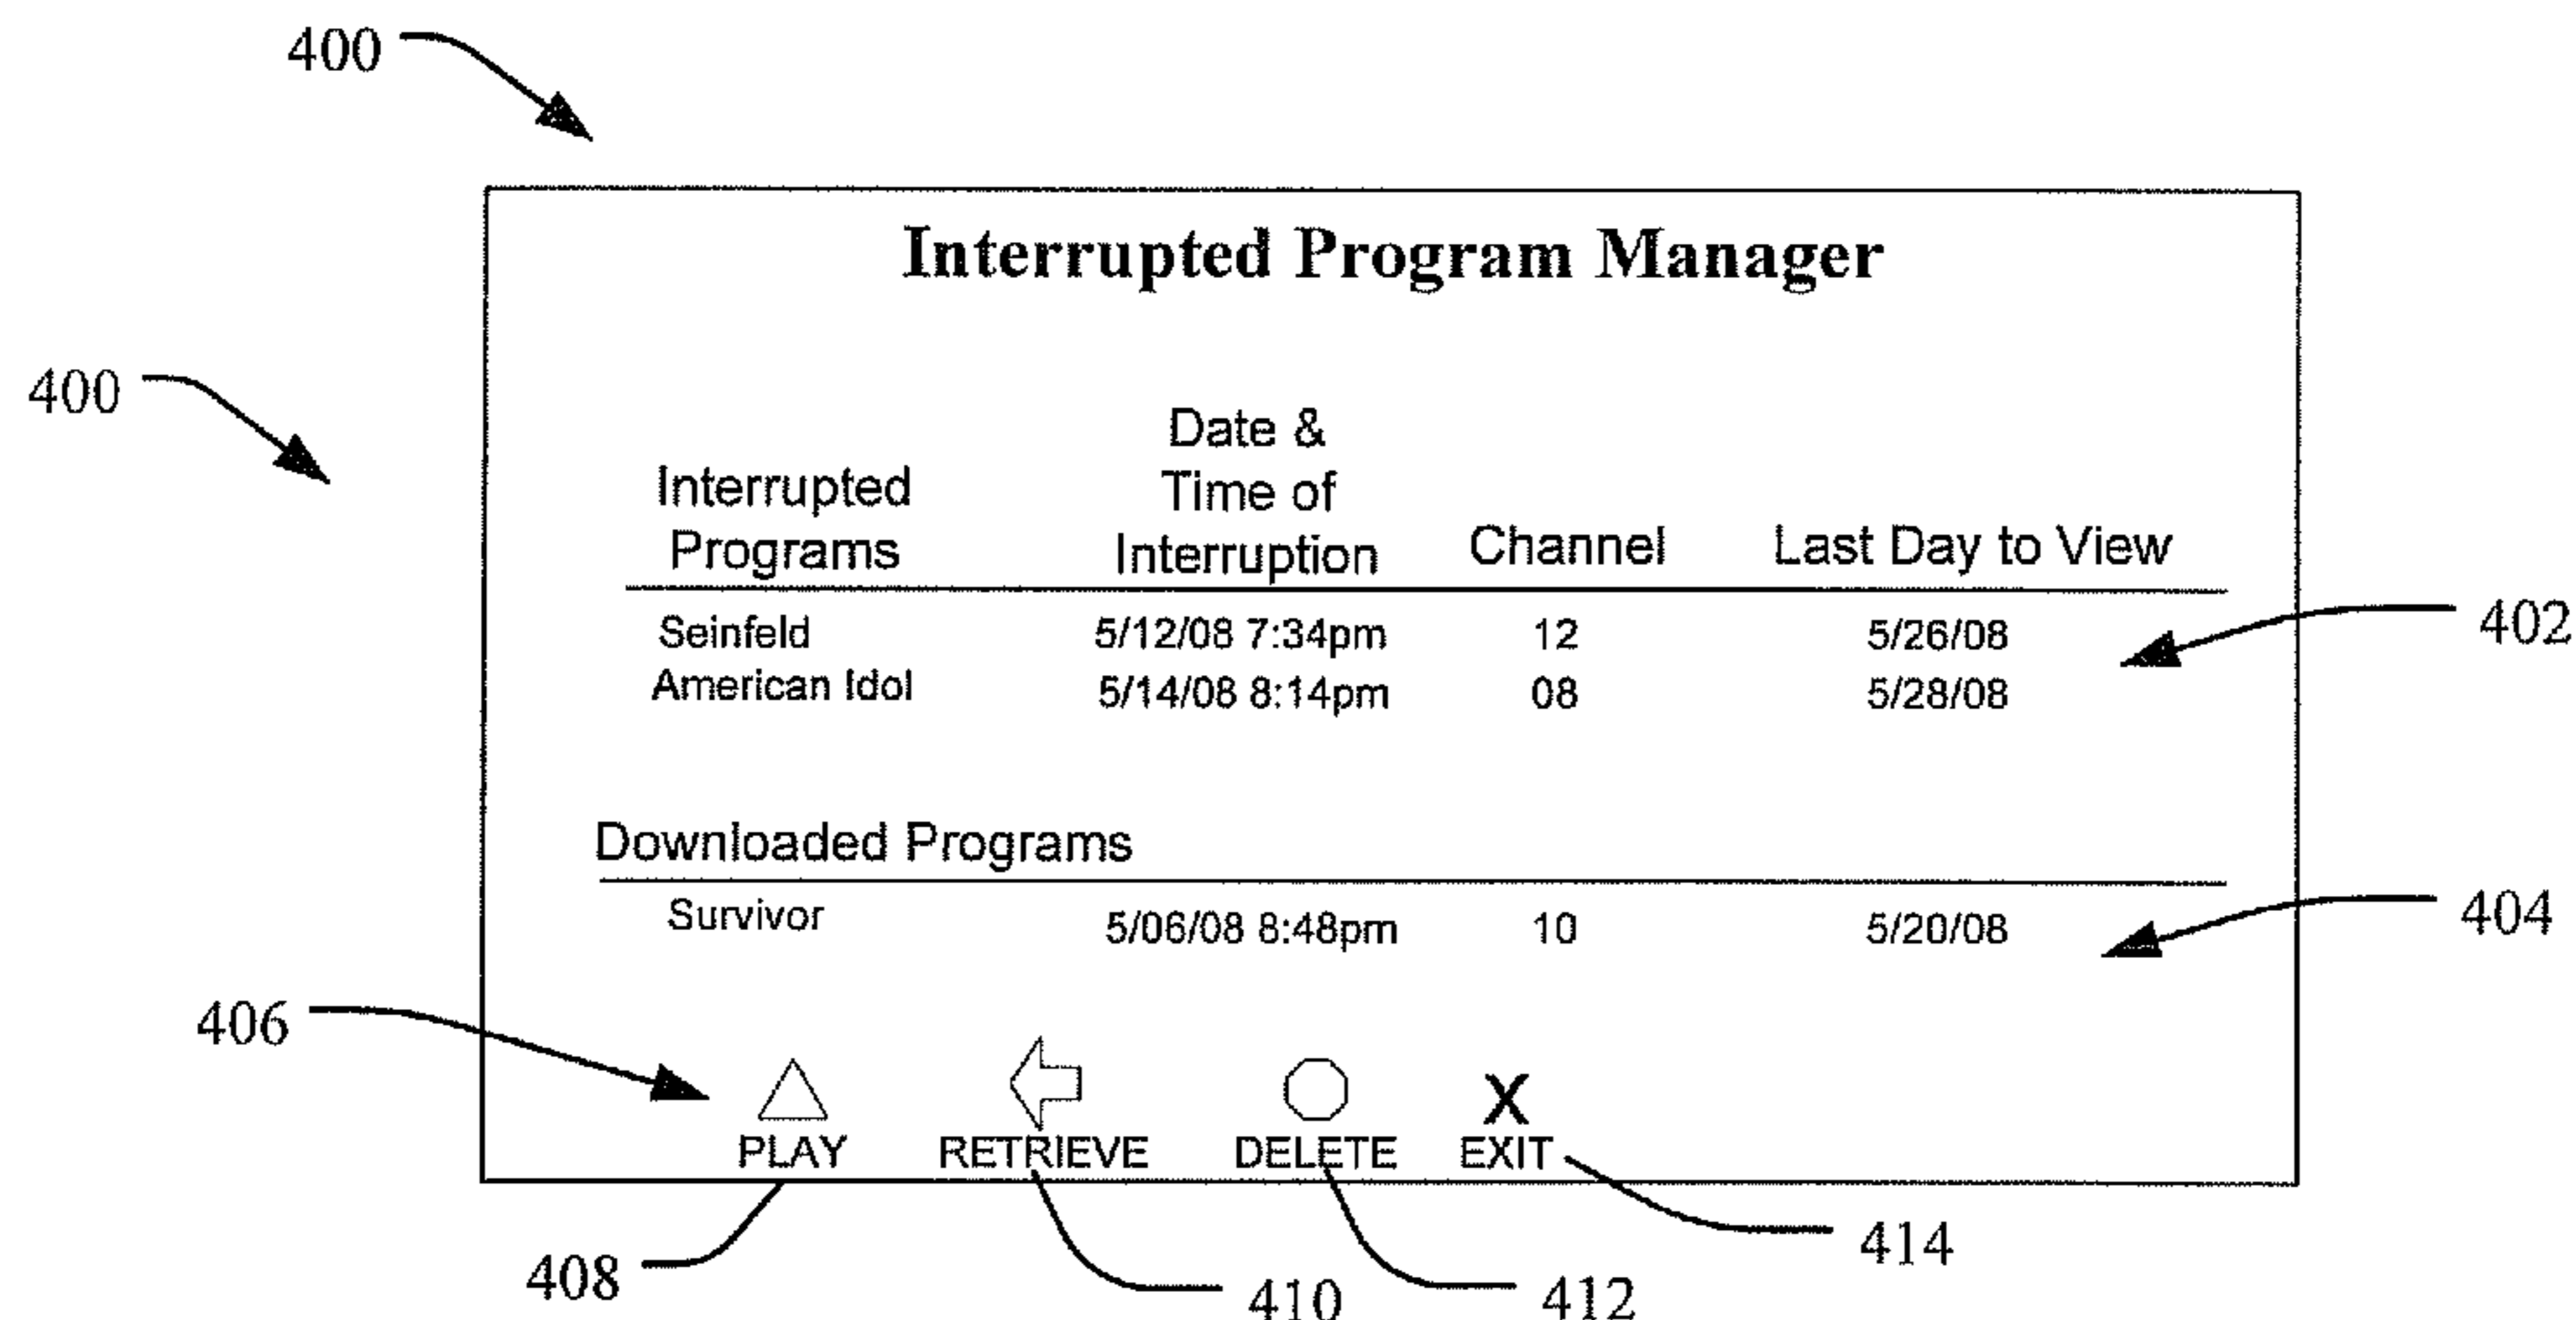 400
Interrupted Program Manager
400
Interrupted Programs Date & Time of Interruption Channel Last Day to View
Seinfeld 5/12/08 7:34pm 12 5/26/08
402
American Idol 5/14/08 8:14pm 08 5/28/08
Downloaded Programs
Survivor 5/06/08 8:48pm 10 5/20/08
404
406
PLAY RETRIEVE DELETE X EXIT
408 410 412 414